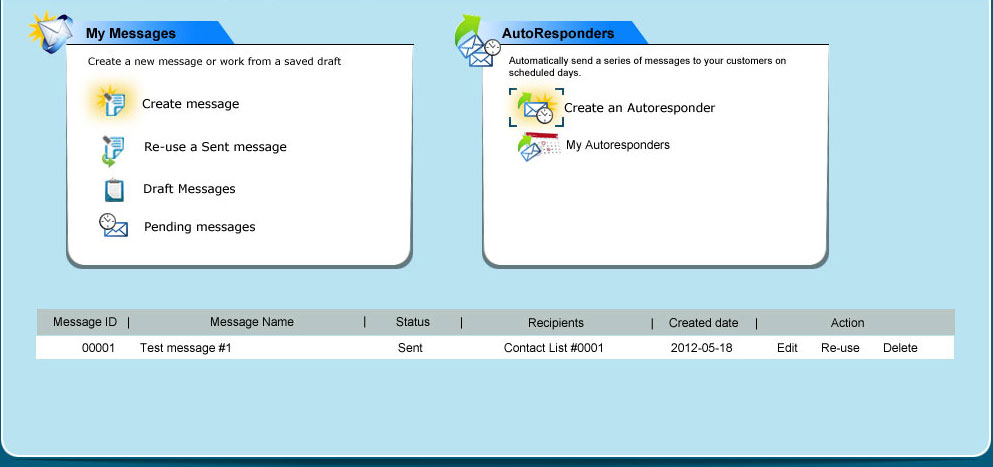 My Messages
Create a new message or work from a saved draft
Create message
Re-use a Sent message
Draft Messages
Pending messages
AutoResponders
Automatically send a series of messages to your customers on
scheduled days.
Create an Autoresponder
My Autoresponders
Message ID | Message Name | Status | Recipients | Created date | Action
00001 Test message #1 Sent Contact List #0001 2012-05-18 Edit Re-use Delete